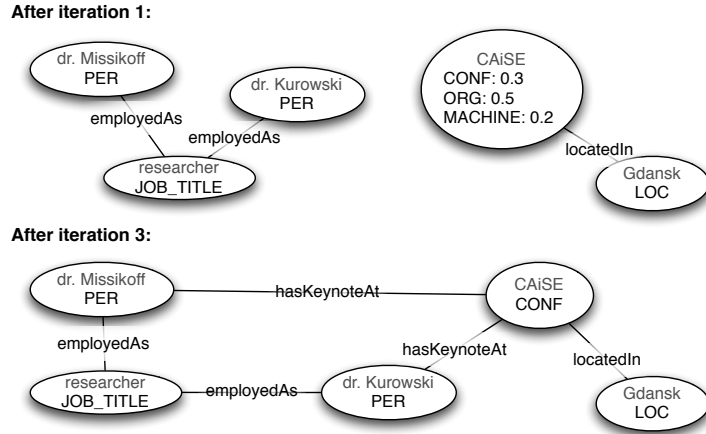 After iteration 1:
dr. Missikoff
PER
dr. Kurowski
PER
employedAs
employedAs
researcher
JOB_TITLE
CAiSE
CONF: 0.3
ORG: 0.5
MACHINE: 0.2
locatedIn
Gdansk
LOC
After iteration 3:
dr. Missikoff
PER
hasKeynoteAt
CAiSE
CONF
employedAs
hasKeynoteAt
locatedIn
researcher
JOB_TITLE
employedAs
dr. Kurowski
PER
Gdansk
LOC